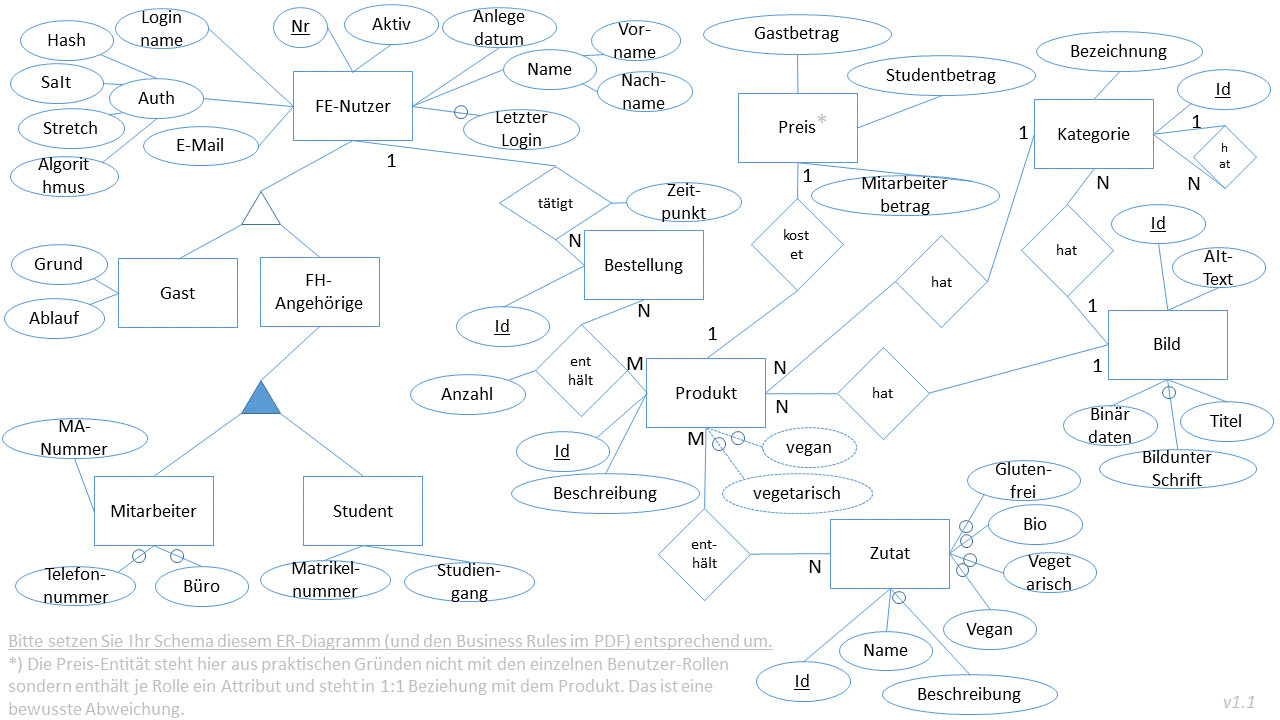 Hash
Login
name
Salt
Auth
Stretch
Algorit
hmus
E-Mail
Nr
Aktiv
Anlege
datum
Name
Vor-
name
Nach-
name
Letzter
Login
FE-Nutzer
1
tätigt
Zeit-
punkt
N
Bestellung
Id
N
ent
hält
Anzahl
M
Grund
Ablauf
Gast
FH-
Angehörige
MA-
Nummer
Mitarbeiter
Telefon-
nummer
Büro
Student
Matrikel-
nummer
Studien-
gang
Gastbetrag
Studentbetrag
Preis*
Mitarbeiter
betrag
1
kost
et
1
Produkt
Id
Beschreibung
vegan
vegetarisch
N
hat
1
N
hat
1
Bezeichnung
Kategorie
Id
1
h
at
N
N
hat
1
Id
Alt-
Text
Bild
Binär
daten
Bildunter
Schrift
Titel
M
ent-
hält
N
Zutat
Gluten-
frei
Bio
Veget
arisch
Vegan
Id
Name
Beschreibung
Bitte setzen Sie Ihr Schema diesem ER-Diagramm (und den Business Rules im PDF) entsprechend um.
*) Die Preis-Entität steht hier aus praktischen Gründen nicht mit den einzelnen Benutzer-Rollen
sondern enthält je Rolle ein Attribut und steht in 1:1 Beziehung mit dem Produkt. Das ist eine
bewusste Abweichung.
v1.1